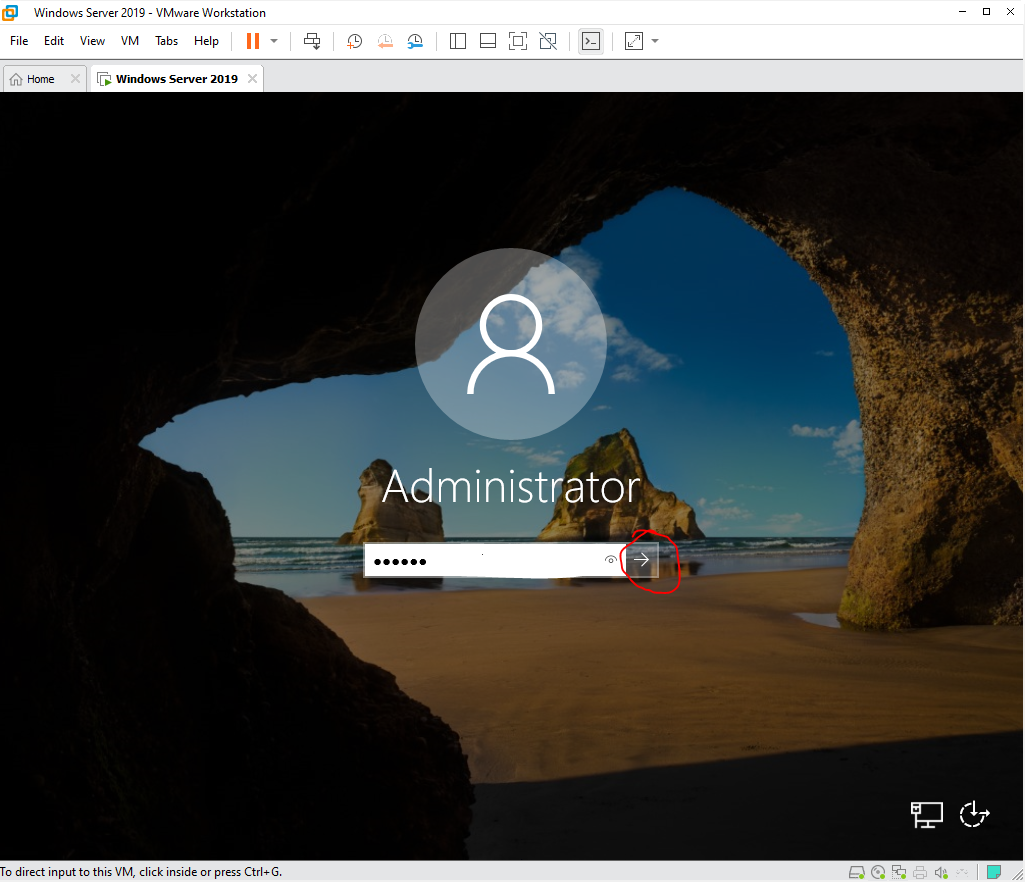 Windows Server 2019 - VMware Workstation
File Edit View VM Tabs Help
Home Windows Server 2019
Administrator
To direct input to this VM, click inside or press Ctrl+G.